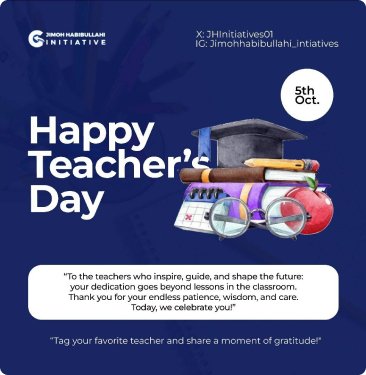 JIMOH HABIBULLAHI
INITIATIVE
X: JHInitiatives01
IG: Jimohhabibullahi_intiatives
5th
Oct.
Happy
Teacher's
Day
"To the teachers who inspire, guide, and shape the future:
your dedication goes beyond lessons in the classroom.
Thank you for your endless patience, wisdom, and care.
Today, we celebrate you!"
"Tag your favorite teacher and share a moment of gratitude!"